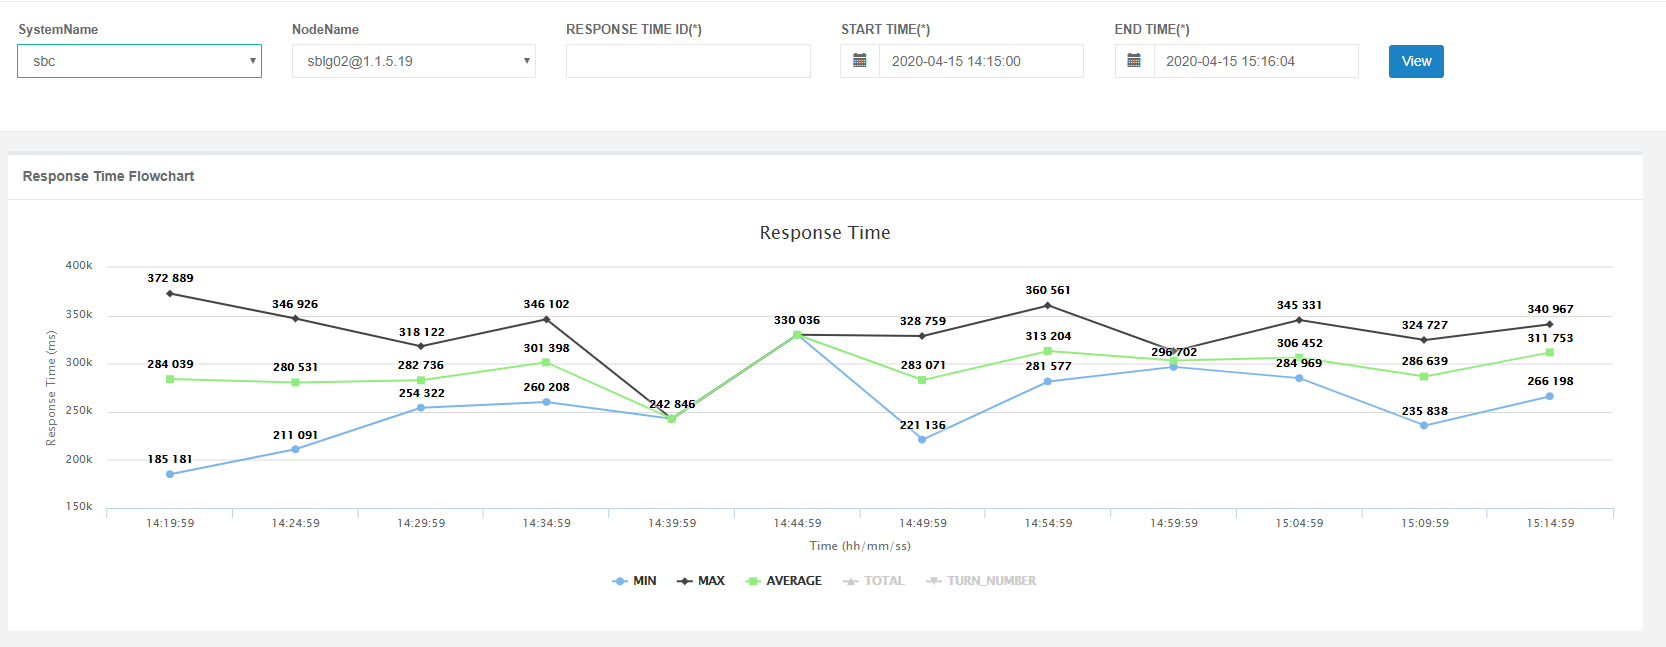 SystemName NodeName RESPONSE TIME ID(*) START TIME(*) END TIME(*)
sbc sblg02@1.1.5.19 2020-04-15 14:15:00 2020-04-15 15:16:04 View
Response Time Flowchart
Response Time
Response Time (ms)
400k
350k
300k
250k
200k
150k
372 889 346 926 318 122 346 102 242 846 330 036 328 759 360 561 345 331 324 727 340 967
284 039 280 531 282 736 301 398 283 071 313 204 306 452 286 639 311 753
185 181 211 091 254 322 260 208 221 136 281 577 296 702 284 969 235 838 266 198
14:19:59 14:24:59 14:29:59 14:34:59 14:39:59 14:44:59 14:49:59 14:54:59 14:59:59 15:04:59 15:09:59 15:14:59
Time (hh/mm/ss)
MIN MAX AVERAGE TOTAL TURN_NUMBER